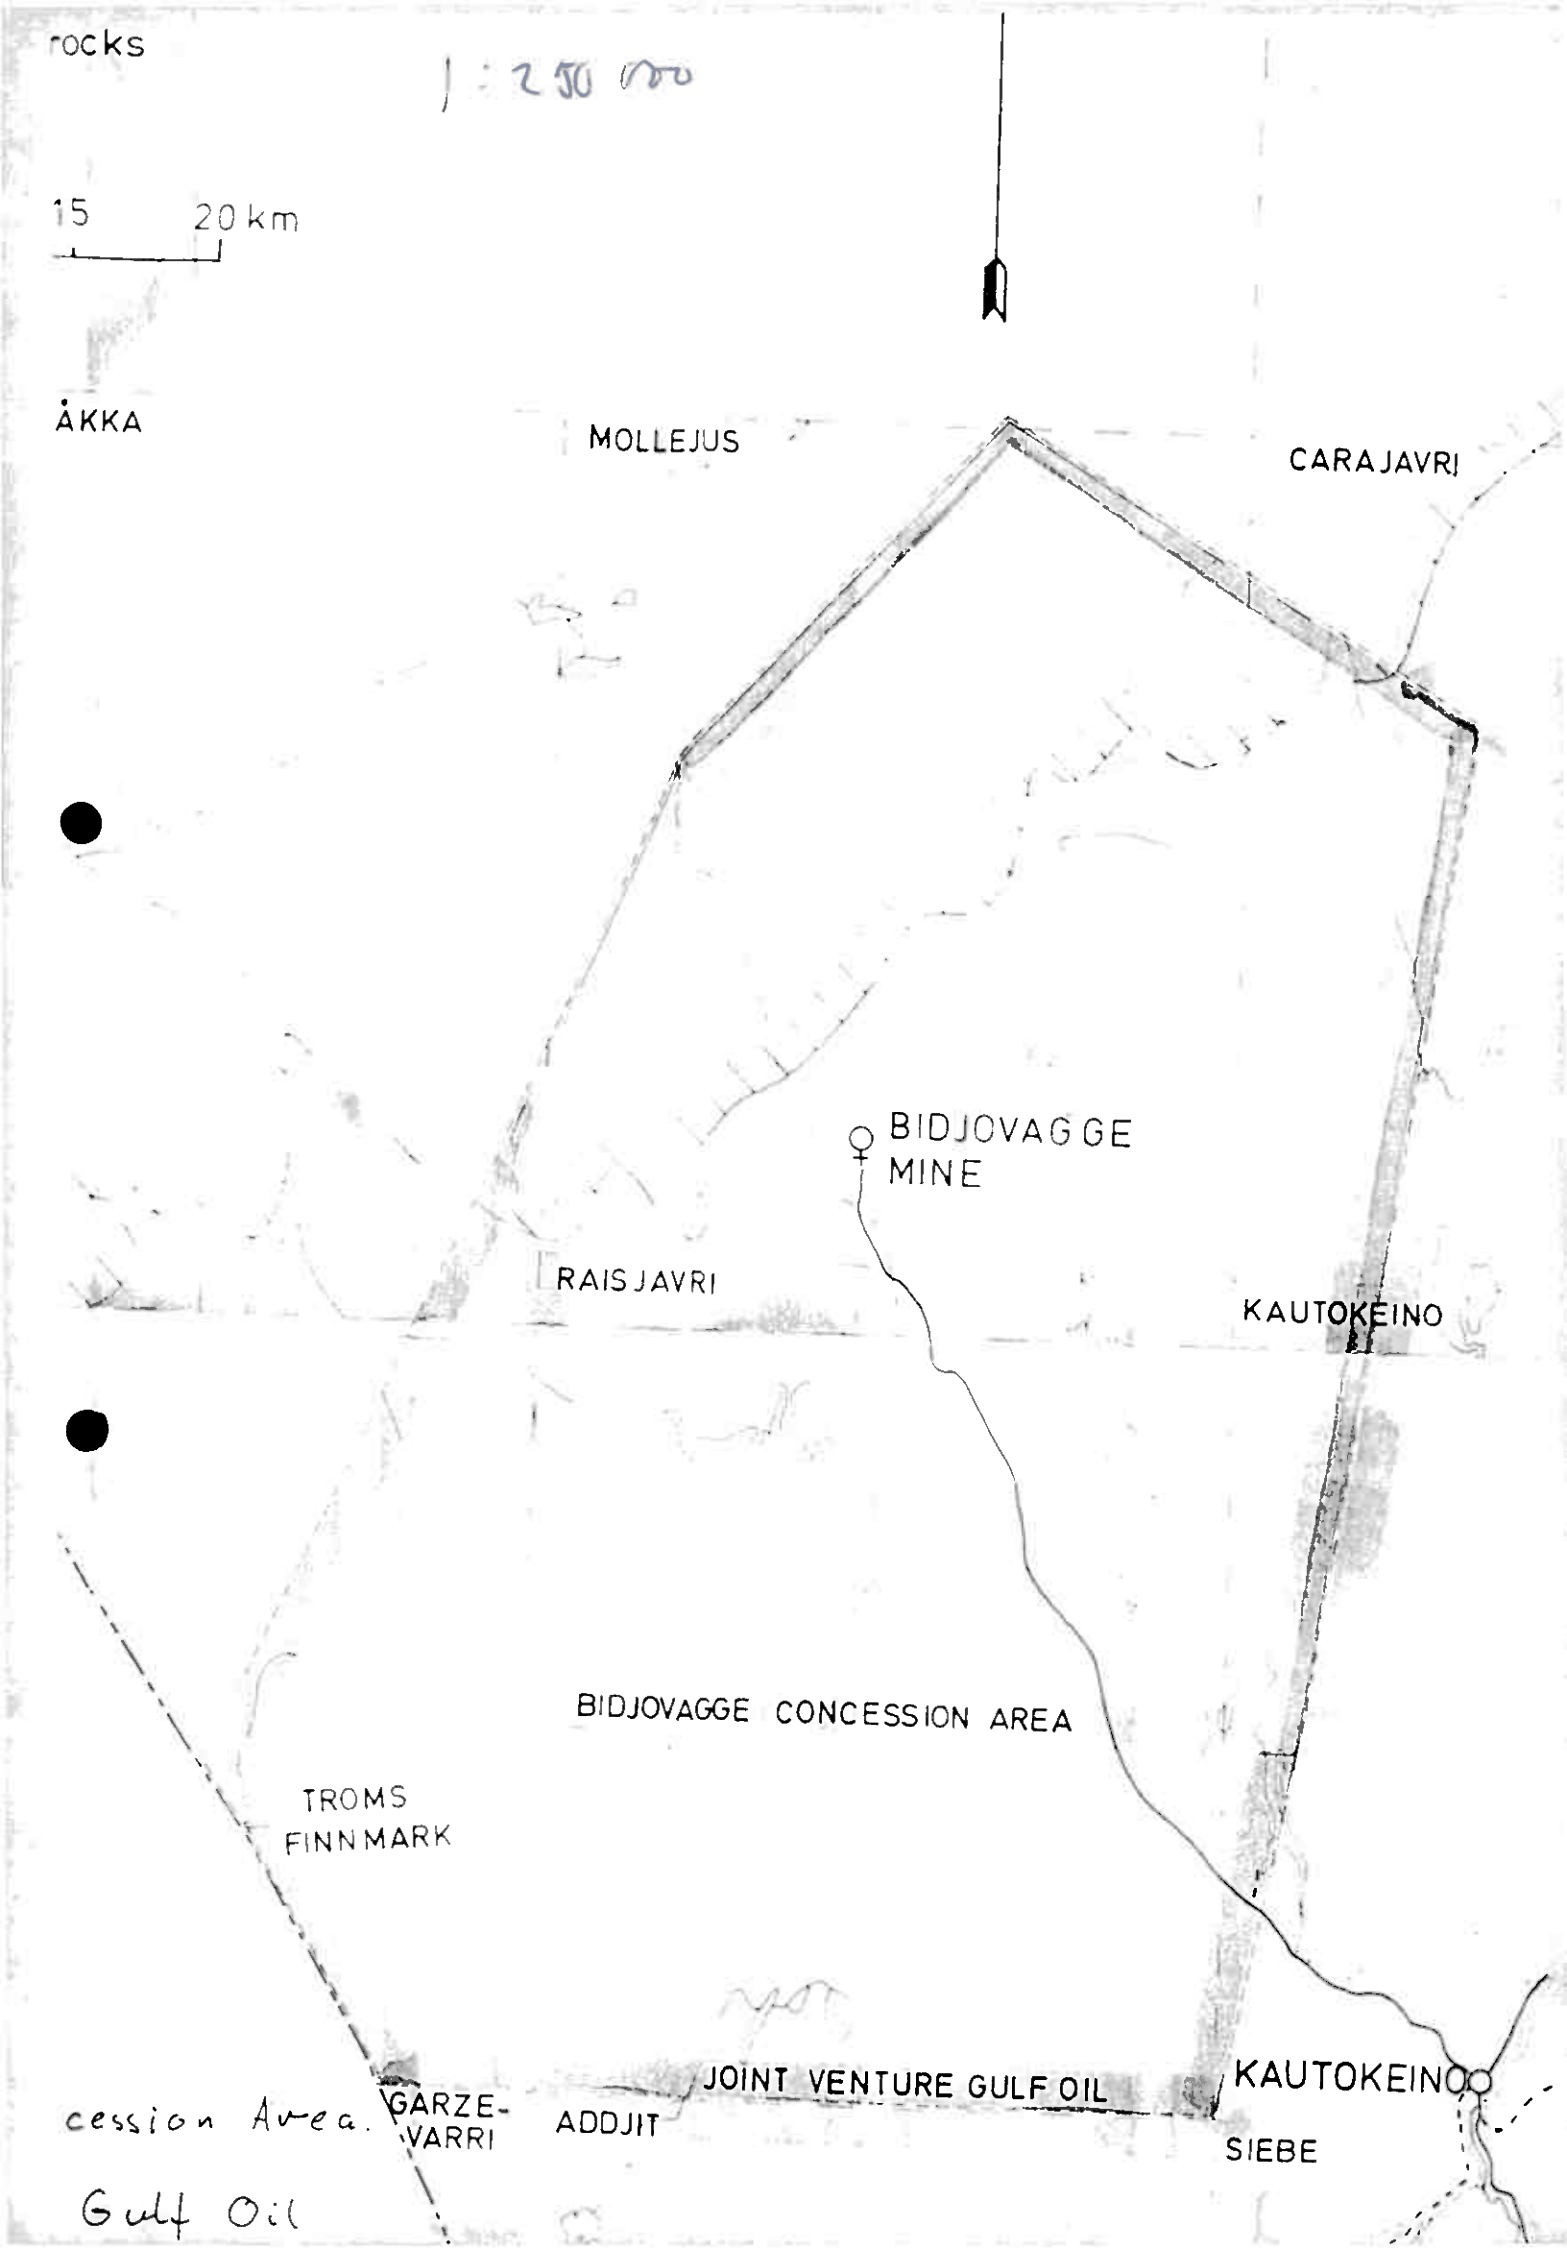 rocks
1 : 250 000
15 20 km
ÅKKA
MOLLEJUS
CARAJAVRI
BIDJOVAGGE
MINE
RAISJAVRI
KAUTOKEINO
BIDJOVAGGE CONCESSION AREA
TROMS
FINNMARK
JOINT VENTURE GULF OIL
KAUTOKEINO
GARZE-
VARRI
ADDJIT
cession Area.
SIEBE
Gulf Oil